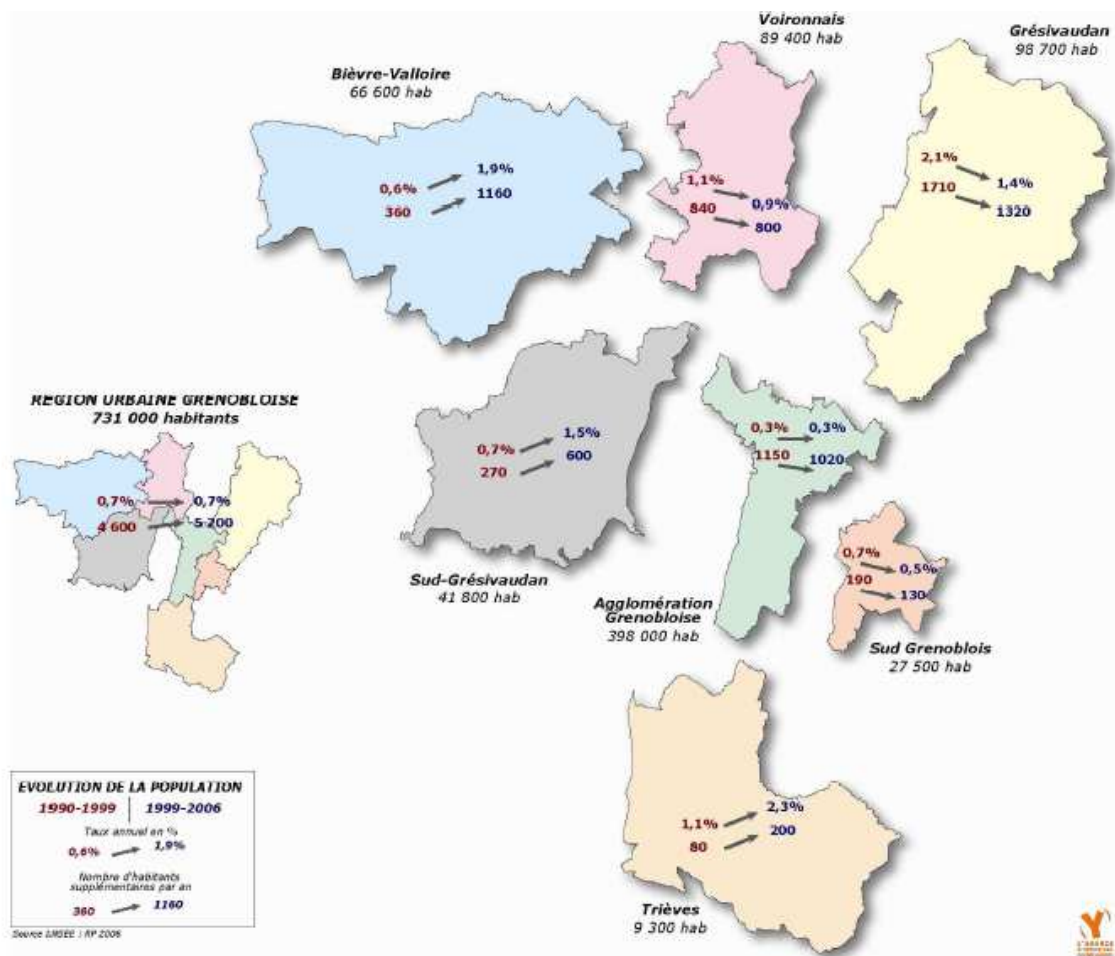 Voironnais
89 400 hab
Grésivaudan
98 700 hab
Bièvre-Valloire
66 600 hab
0,6%
1,9%
360
1160
1,1%
0,9%
840
800
2,1%
1,4%
1710
1320
REGION URBAINE GRENOBLOISE
731 000 habitants
0,7%
0,7%
4 600
5 200
0,7%
1,5%
270
600
Sud-Grésivaudan
41 800 hab
0,3%
0,3%
1150
1020
Agglomération
Grenobloise
398 000 hab
0,7%
0,5%
190
130
Sud Grenoblois
27 500 hab
1,1%
2,3%
80
200
Trièves
9 300 hab
EVOLUTION DE LA POPULATION
1990-1999
1999-2006
Taux annuel en %
0,6%
1,9%
Nombre d'habitants
supplémentaires par an
360
1160
Source INSEE : RP 2006
L'AGENCE